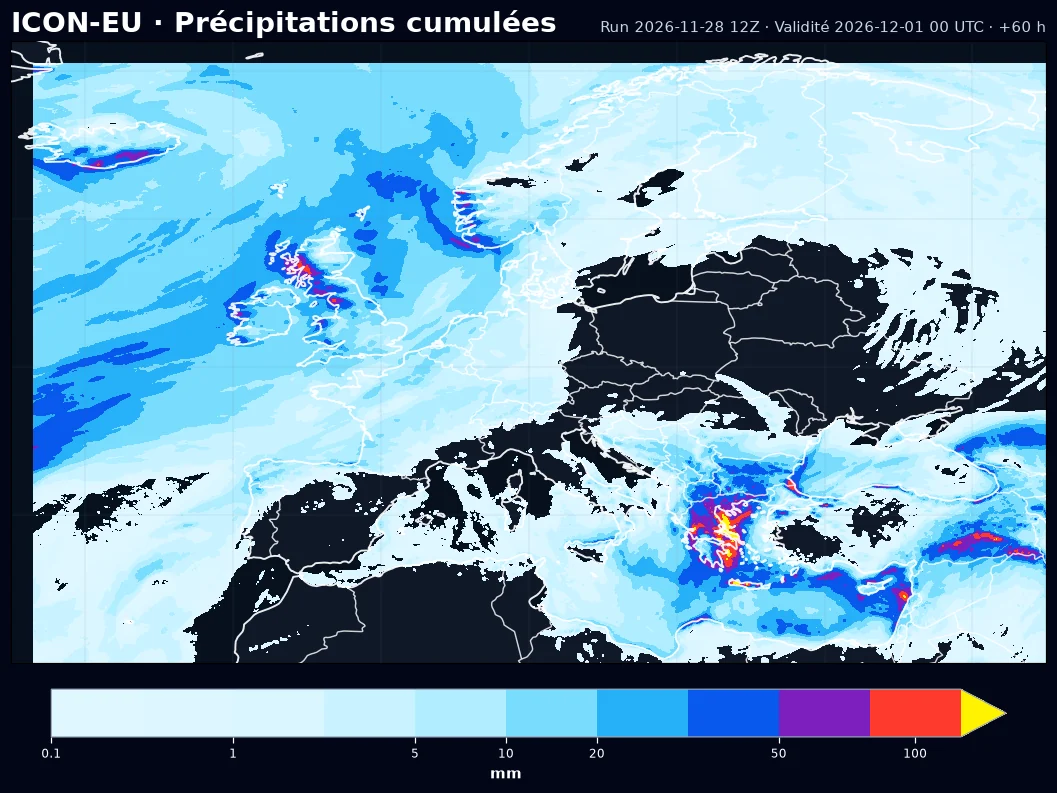 ICON-EU · Précipitations cumulées
Run 2026-11-28 12Z · Validité 2026-12-01 00 UTC · +60 h
0.1 1 5 10 20 50 100
mm